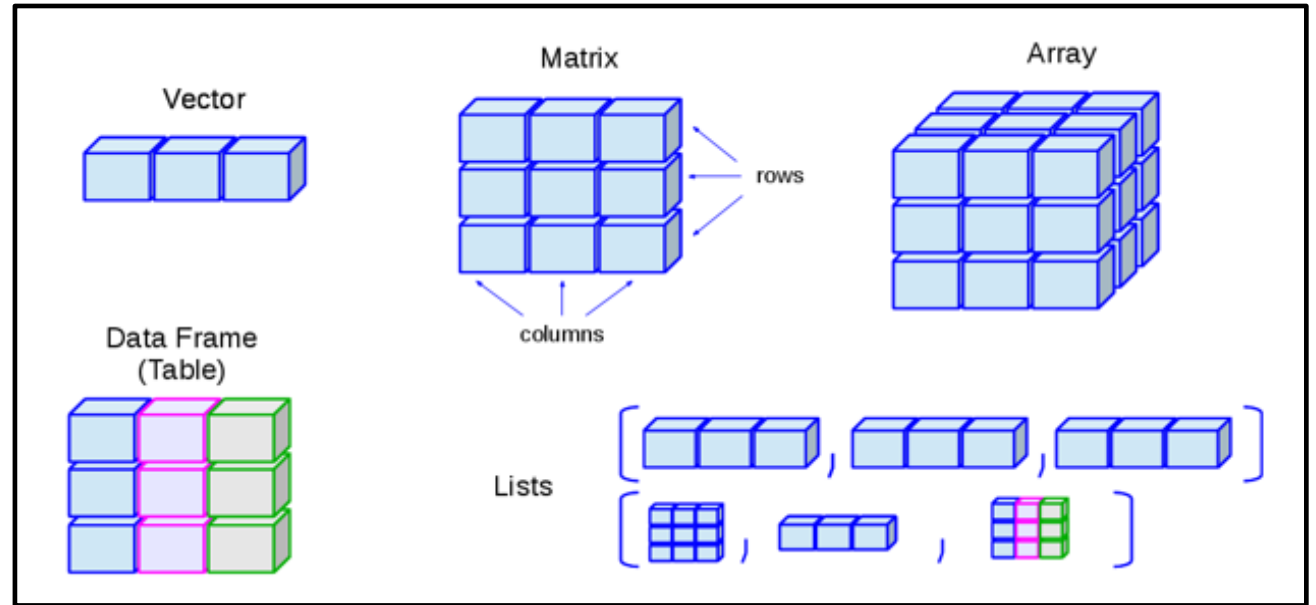 Vector
Matrix
Array
rows
columns
Data Frame
(Table)
Lists